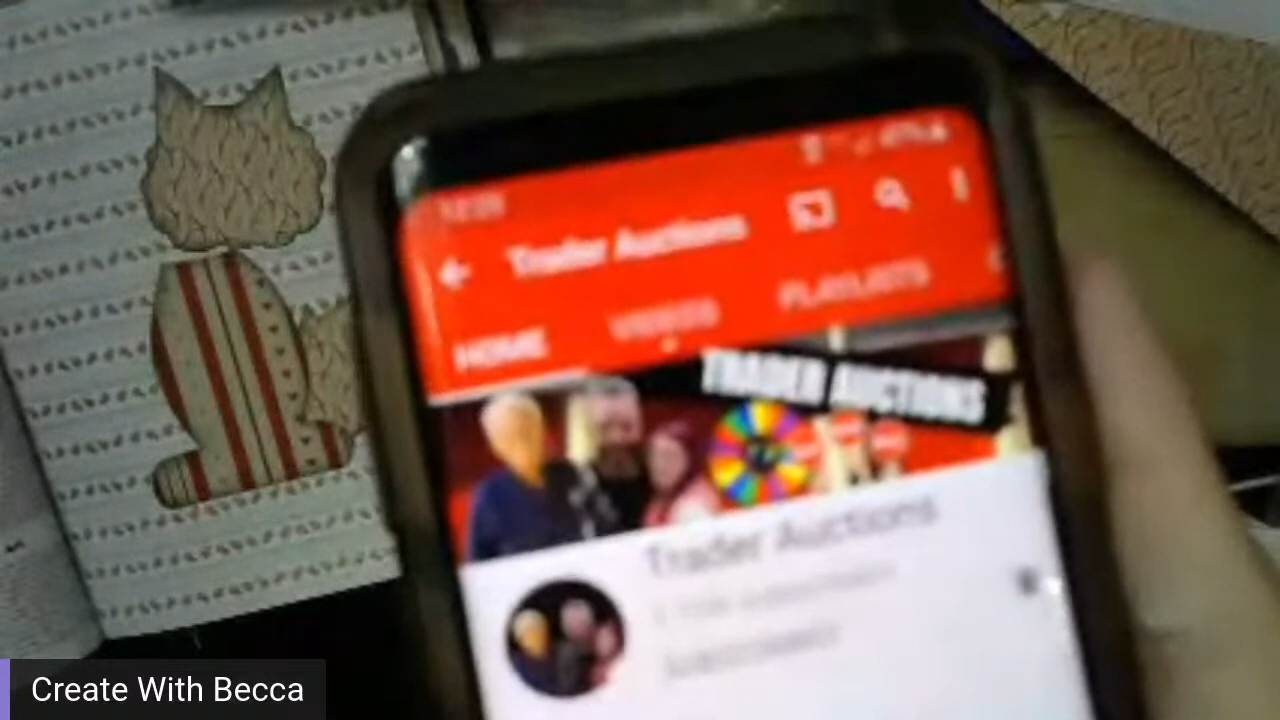 Trader Auctions
HOME VIDEOS PLAYLISTS
TRADER AUCTIONS
Trader Auctions
Create With Becca